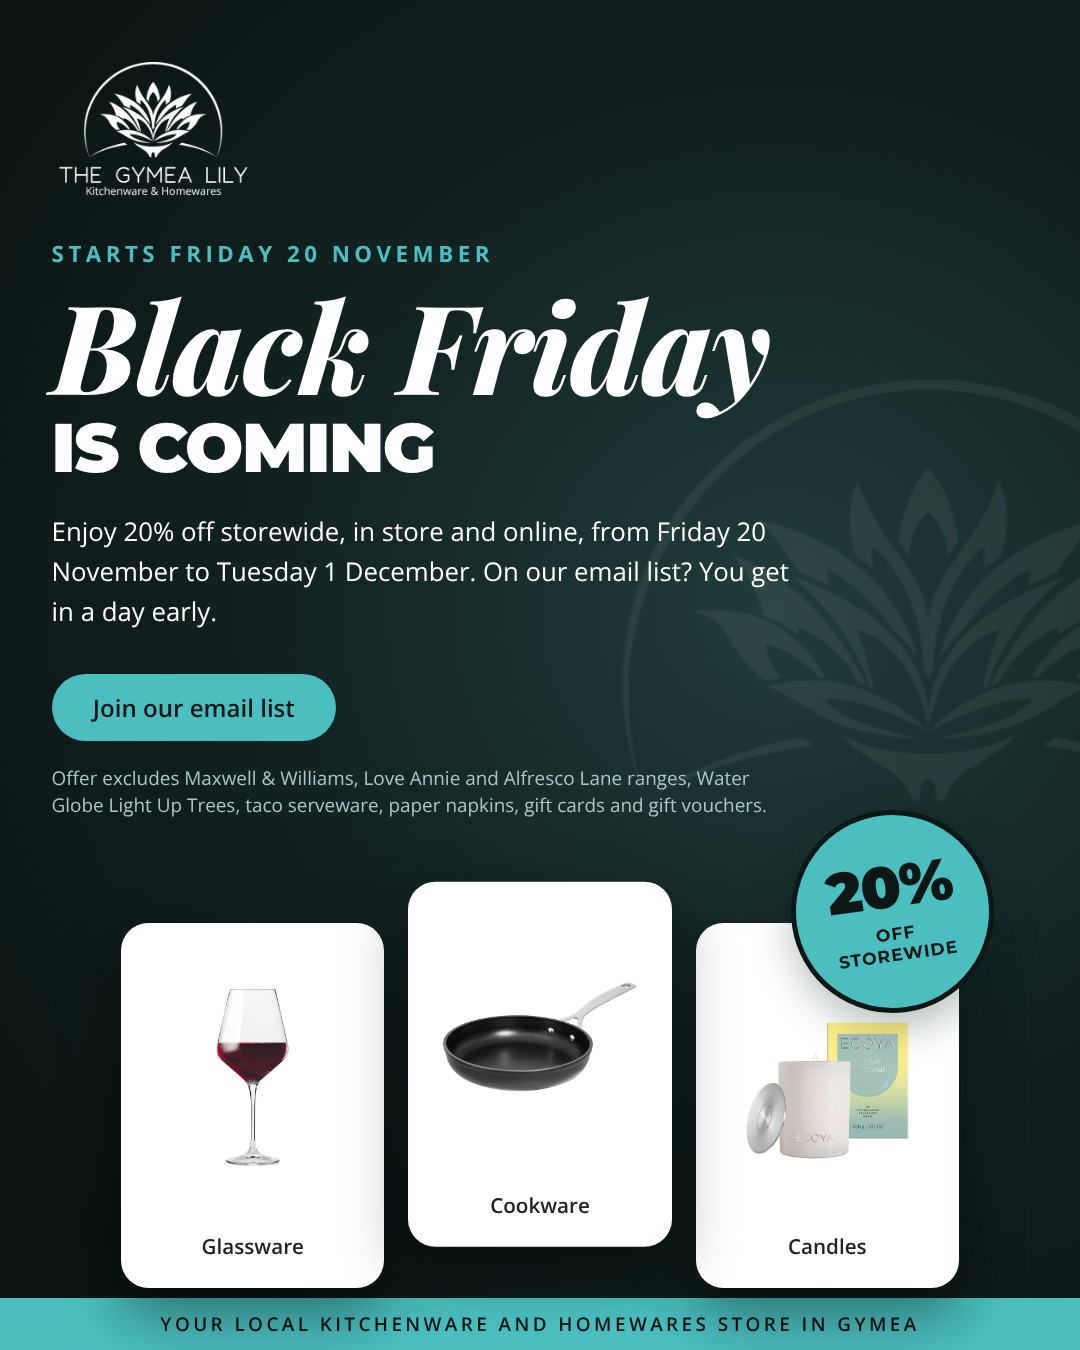 THE GYMEA LILY
Kitchenware & Homewares
STARTS FRIDAY 20 NOVEMBER
Black Friday
IS COMING
Enjoy 20% off storewide, in store and online, from Friday 20
November to Tuesday 1 December. On our email list? You get
in a day early.
Join our email list
Offer excludes Maxwell & Williams, Love Annie and Alfresco Lane ranges, Water
Globe Light Up Trees, taco serveware, paper napkins, gift cards and gift vouchers.
20%
OFF
STOREWIDE
ECOYA
ECOYA
Glassware
Cookware
Candles
YOUR LOCAL KITCHENWARE AND HOMEWARES STORE IN GYMEA